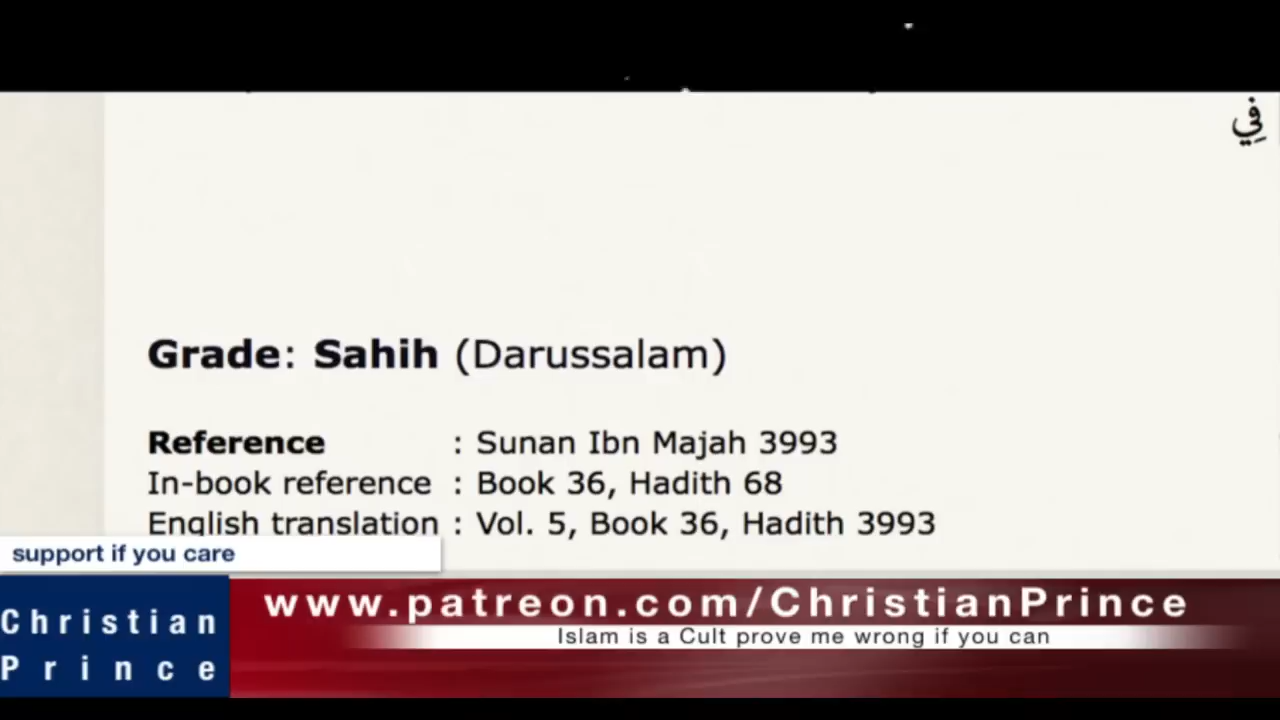 فِي
Grade: Sahih (Darussalam)
Reference : Sunan Ibn Majah 3993
In-book reference : Book 36, Hadith 68
English translation : Vol. 5, Book 36, Hadith 3993
support if you care
Christian
Prince
www.patreon.com/ChristianPrince
Islam is a Cult prove me wrong if you can